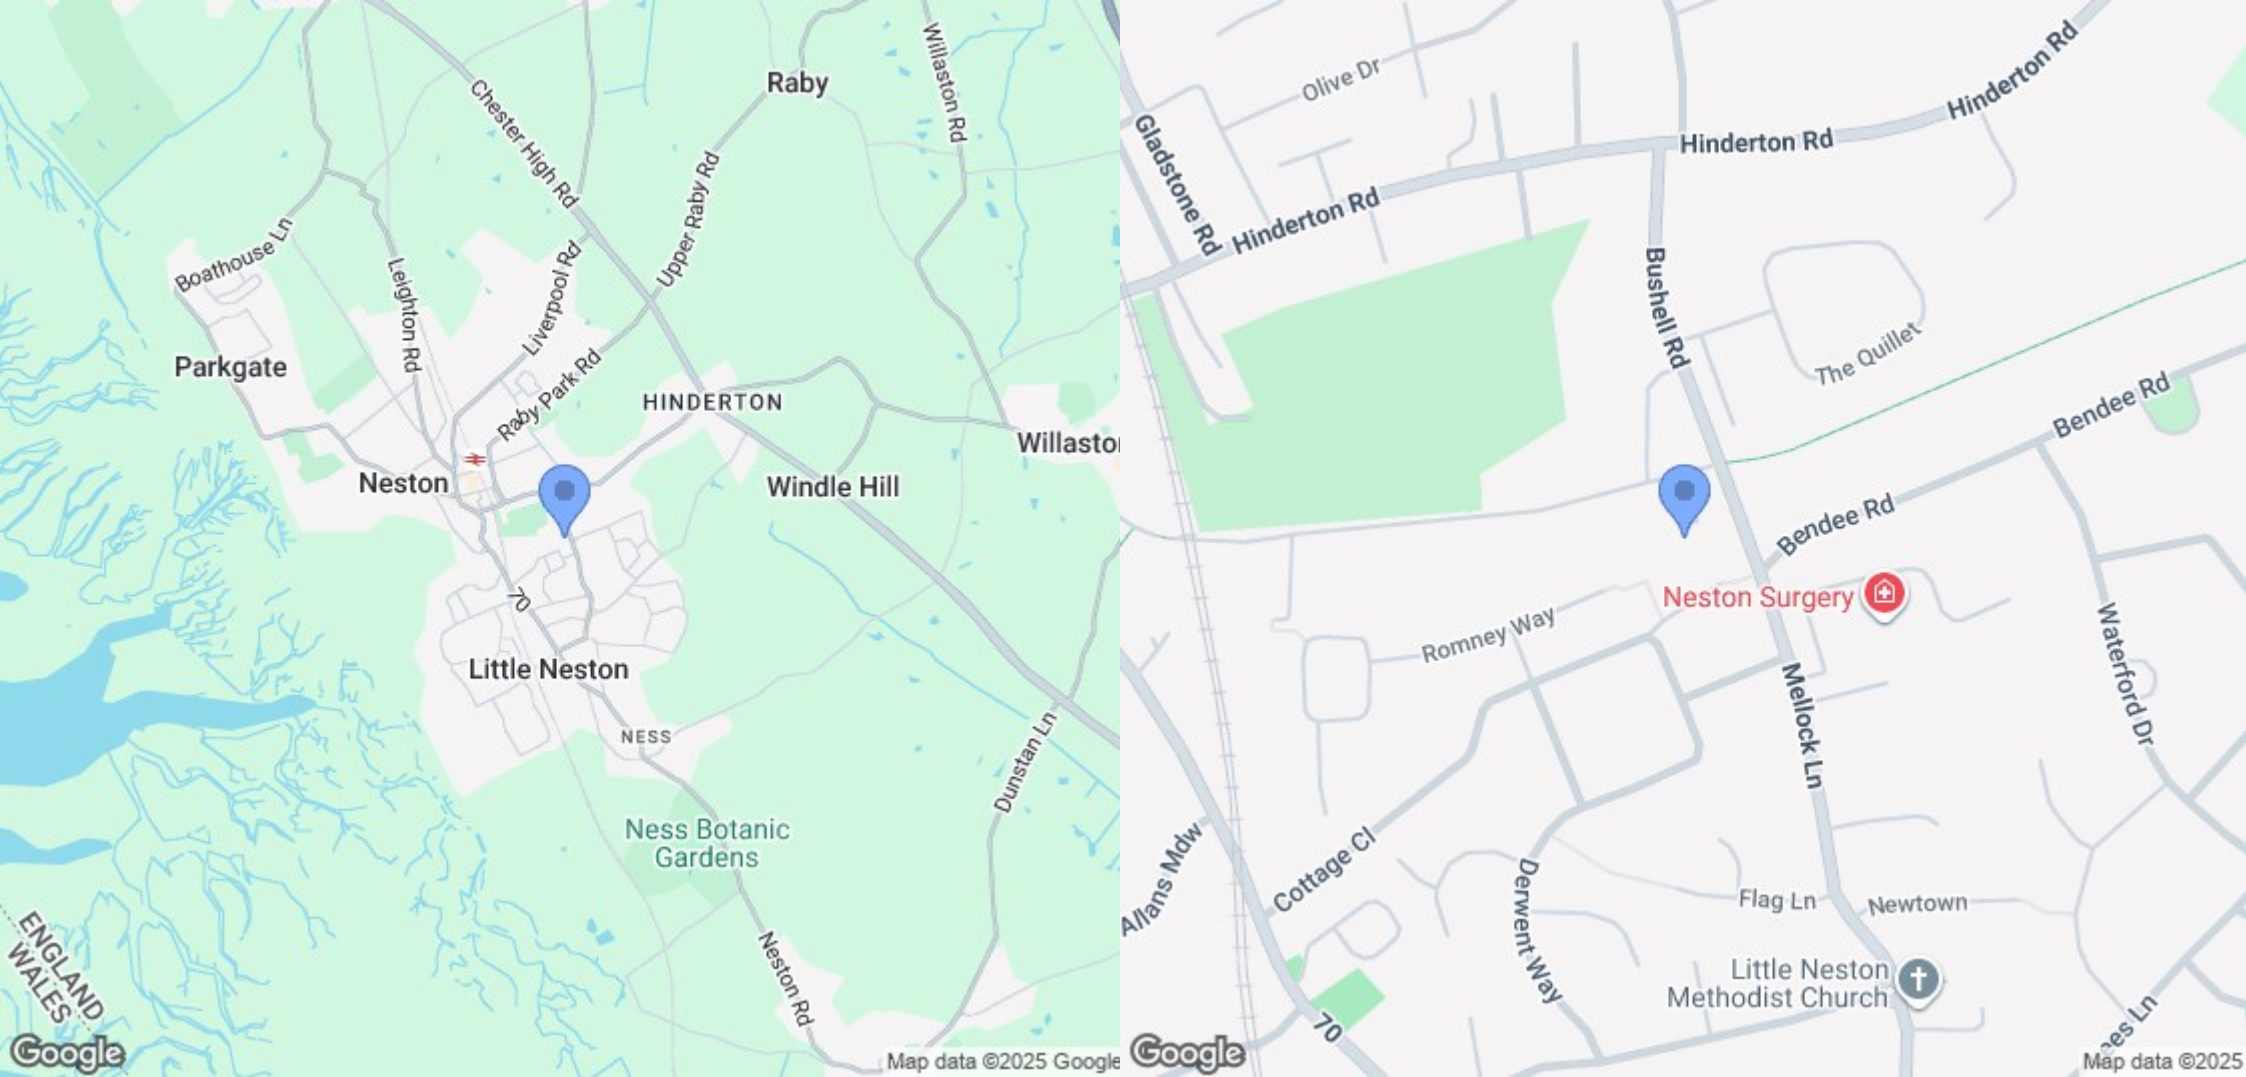 Raby
Willaston Rd
Chester High Rd
Upper Raby Rd
Boathouse Ln
Leighton Rd
Liverpool Rd
Parkgate
Raby Park Rd
HINDERTON
Willasto
Neston
Windle Hill
70
Little Neston
NESS
Dunstan Ln
Ness Botanic
Gardens
ENGLAND
WALES
Neston Rd
Google
Map data ©2025 Google
Olive Dr
Hinderton Rd
Gladstone Rd
Hinderton Rd
Hinderton Rd
Bushell Rd
The Quillet
Bendee Rd
Bendee Rd
Neston Surgery
Romney Way
Waterford Dr
Mellock Ln
Allans Mdw
Cottage Cl
Derwent Way
Flag Ln
Newtown
Little Neston
Methodist Church
70
ees Ln
Google
Map data ©2025